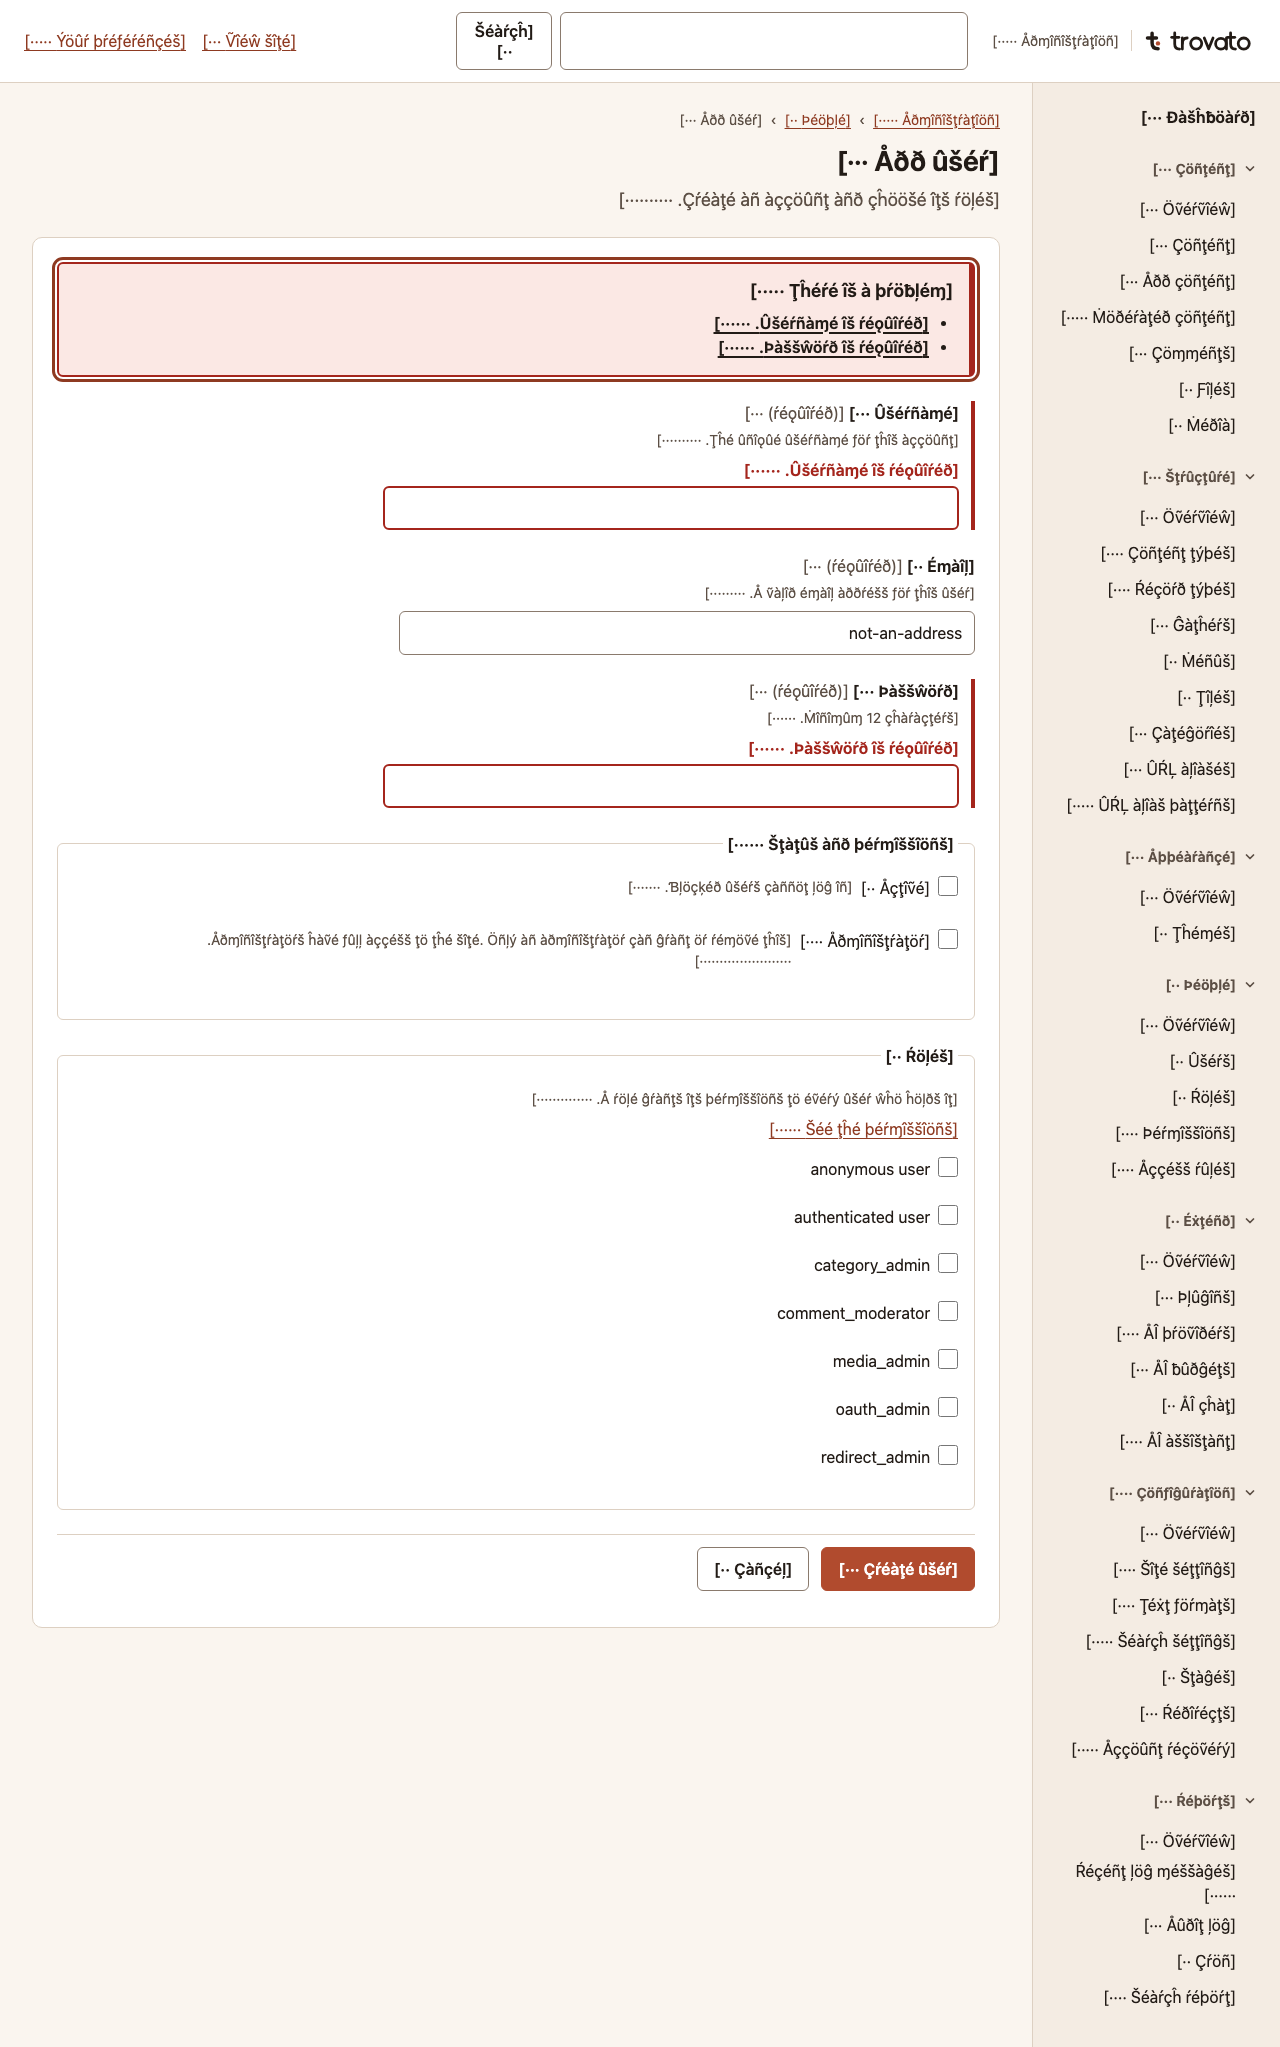 [····· Ýöûŕ þŕéƒéŕéñçéš]
[··· Ṽîéŵ šîţé]
Šéàŕçĥ]
[··
[····· Åðɱîñîšţŕàţîöñ]
trovato
[··· Åðð ûšéŕ] › [·· Þéöþļé] › [····· Åðɱîñîšţŕàţîöñ]
[··· Åðð ûšéŕ]
[·········· .Çŕéàţé àñ àççöûñţ àñð çĥööšé îţš ŕöļéš]
[····· Ţĥéŕé îš à þŕöƀļéɱ]
• [······ .Ûšéŕñàɱé îš ŕéǫûîŕéð]
• [······ .Þàššŵöŕð îš ŕéǫûîŕéð]
[··· (ŕéǫûîŕéð)] [··· Ûšéŕñàɱé]
[·········· .Ţĥé ûñîǫûé ûšéŕñàɱé ƒöŕ ţĥîš àççöûñţ]
[······ .Ûšéŕñàɱé îš ŕéǫûîŕéð]
[··· (ŕéǫûîŕéð)] [·· Éɱàîļ]
[········· .Å ṽàļîð éɱàîļ àððŕéšš ƒöŕ ţĥîš ûšéŕ]
not-an-address
[··· (ŕéǫûîŕéð)] [··· Þàššŵöŕð]
[······ .Ṁîñîɱûɱ 12 çĥàŕàçţéŕš]
[······ .Þàššŵöŕð îš ŕéǫûîŕéð]
[······ Šţàţûš àñð þéŕɱîššîöñš]
[······· .Ɓļöçķéð ûšéŕš çàññöţ ļöĝ îñ] [·· Åçţîṽé]
.Åðɱîñîšţŕàţöŕš ĥàṽé ƒûļļ àççéšš ţö ţĥé šîţé. Öñļý àñ àðɱîñîšţŕàţöŕ çàñ ĝŕàñţ öŕ ŕéɱöṽé ţĥîš] [···· Åðɱîñîšţŕàţöŕ]
[·······················
[·· Ŕöļéš]
[·············· .Å ŕöļé ĝŕàñţš îţš þéŕɱîššîöñš ţö éṽéŕý ûšéŕ ŵĥö ĥöļðš îţ]
[······ Šéé ţĥé þéŕɱîššîöñš]
anonymous user
authenticated user
category_admin
comment_moderator
media_admin
oauth_admin
redirect_admin
[·· Çàñçéļ]
[··· Çŕéàţé ûšéŕ]
[··· Ðàšĥƀöàŕð]
[··· Çöñţéñţ]
[··· Öṽéŕṽîéŵ]
[··· Çöñţéñţ]
[··· Åðð çöñţéñţ]
[····· Ṁöðéŕàţéð çöñţéñţ]
[··· Çöɱɱéñţš]
[·· Ƒîļéš]
[·· Ṁéðîà]
[··· Šţŕûçţûŕé]
[··· Öṽéŕṽîéŵ]
[···· Çöñţéñţ ţýþéš]
[···· Ŕéçöŕð ţýþéš]
[··· Ĝàţĥéŕš]
[·· Ṁéñûš]
[·· Ţîļéš]
[··· Çàţéĝöŕîéš]
[··· ÛŔĻ àļîàšéš]
[····· ÛŔĻ àļîàš þàţţéŕñš]
[··· Åþþéàŕàñçé]
[··· Öṽéŕṽîéŵ]
[·· Ţĥéɱéš]
[·· Þéöþļé]
[··· Öṽéŕṽîéŵ]
[·· Ûšéŕš]
[·· Ŕöļéš]
[···· Þéŕɱîššîöñš]
[···· Åççéšš ŕûļéš]
[·· Éẋţéñð]
[··· Öṽéŕṽîéŵ]
[··· Þļûĝîñš]
[···· ÅÎ þŕöṽîðéŕš]
[··· ÅÎ ƀûðĝéţš]
[·· ÅÎ çĥàţ]
[···· ÅÎ àššîšţàñţ]
[···· Çöñƒîĝûŕàţîöñ]
[··· Öṽéŕṽîéŵ]
[···· Šîţé šéţţîñĝš]
[···· Ţéẋţ ƒöŕɱàţš]
[····· Šéàŕçĥ šéţţîñĝš]
[·· Šţàĝéš]
[··· Ŕéðîŕéçţš]
[····· Åççöûñţ ŕéçöṽéŕý]
[··· Ŕéþöŕţš]
[··· Öṽéŕṽîéŵ]
Ŕéçéñţ ļöĝ ɱéššàĝéš]
[······
[··· Åûðîţ ļöĝ]
[·· Çŕöñ]
[···· Šéàŕçĥ ŕéþöŕţ]